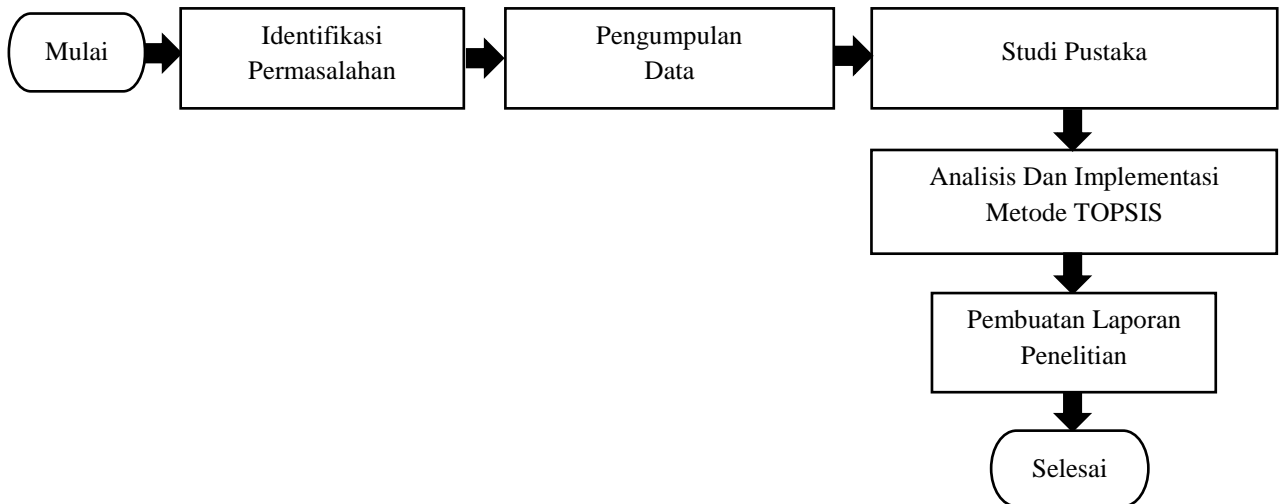 Mulai
Identifikasi
Permasalahan
Pengumpulan
Data
Studi Pustaka
Analisis Dan Implementasi
Metode TOPSIS
Pembuatan Laporan
Penelitian
Selesai